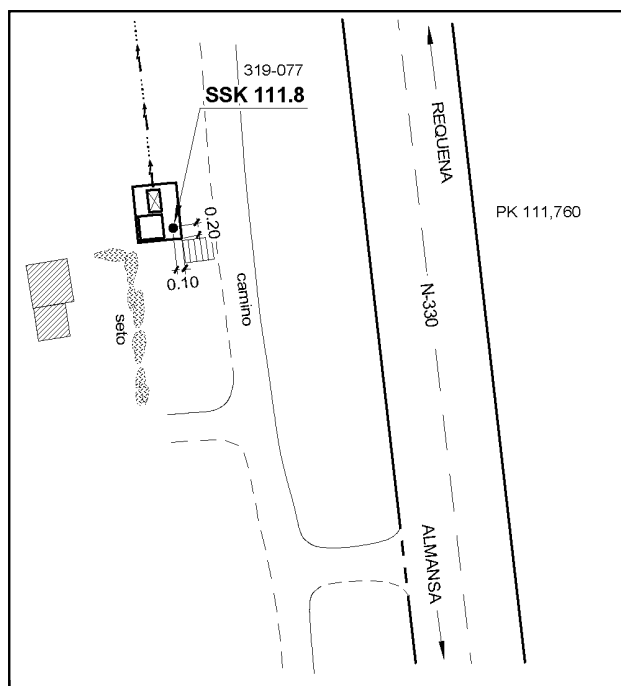 319-077
SSK 111.8
REQUENA
PK 111,760
0.20
0.10
camino
N-330
seto
ALMANSA